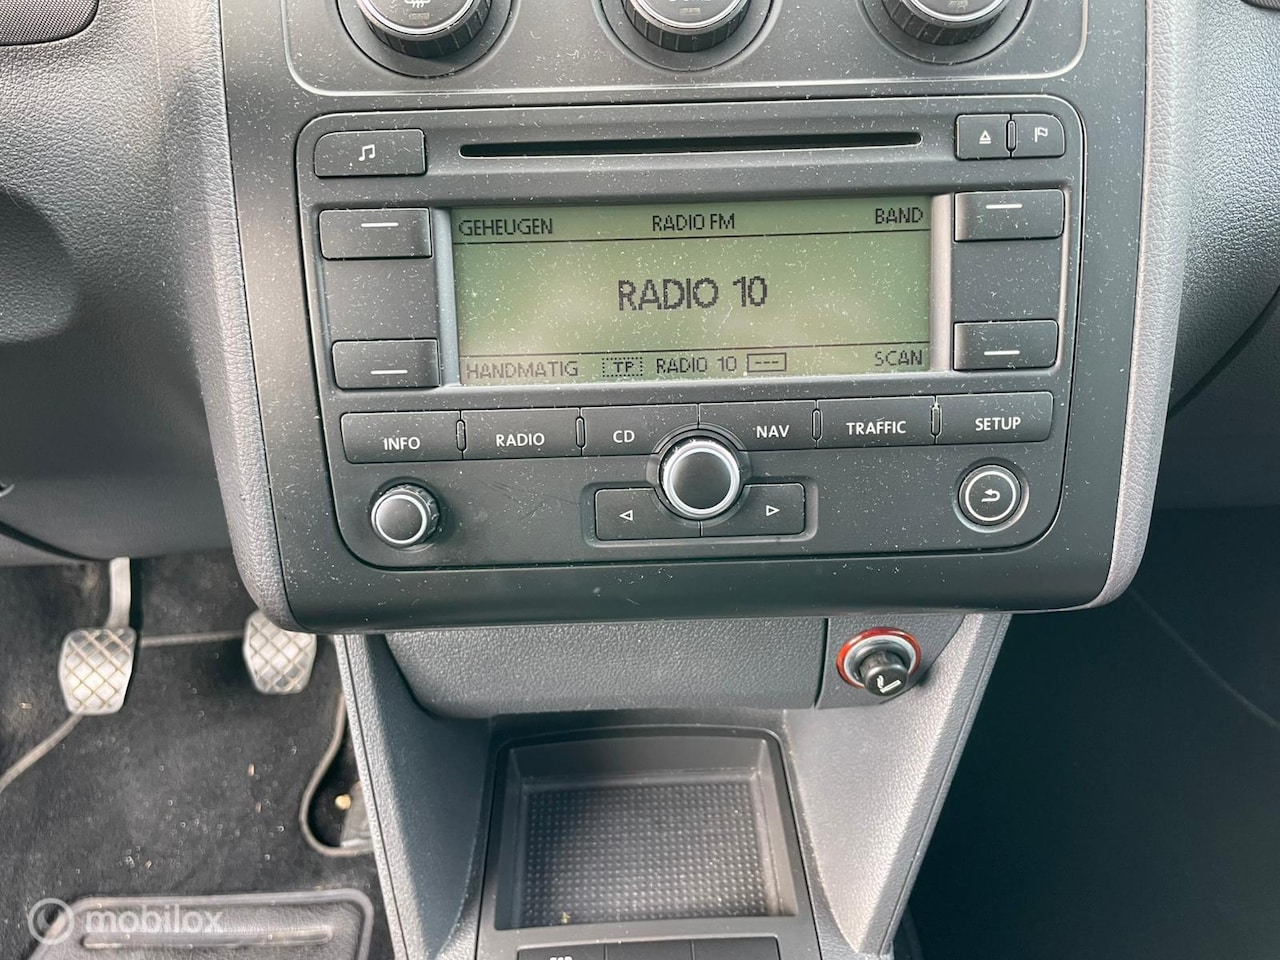 GEHEUGEN RADIO FM BAND
RADIO 10
HANDMATIG TP RADIO 10 --- SCAN
INFO RADIO CD NAV TRAFFIC SETUP
mobilox